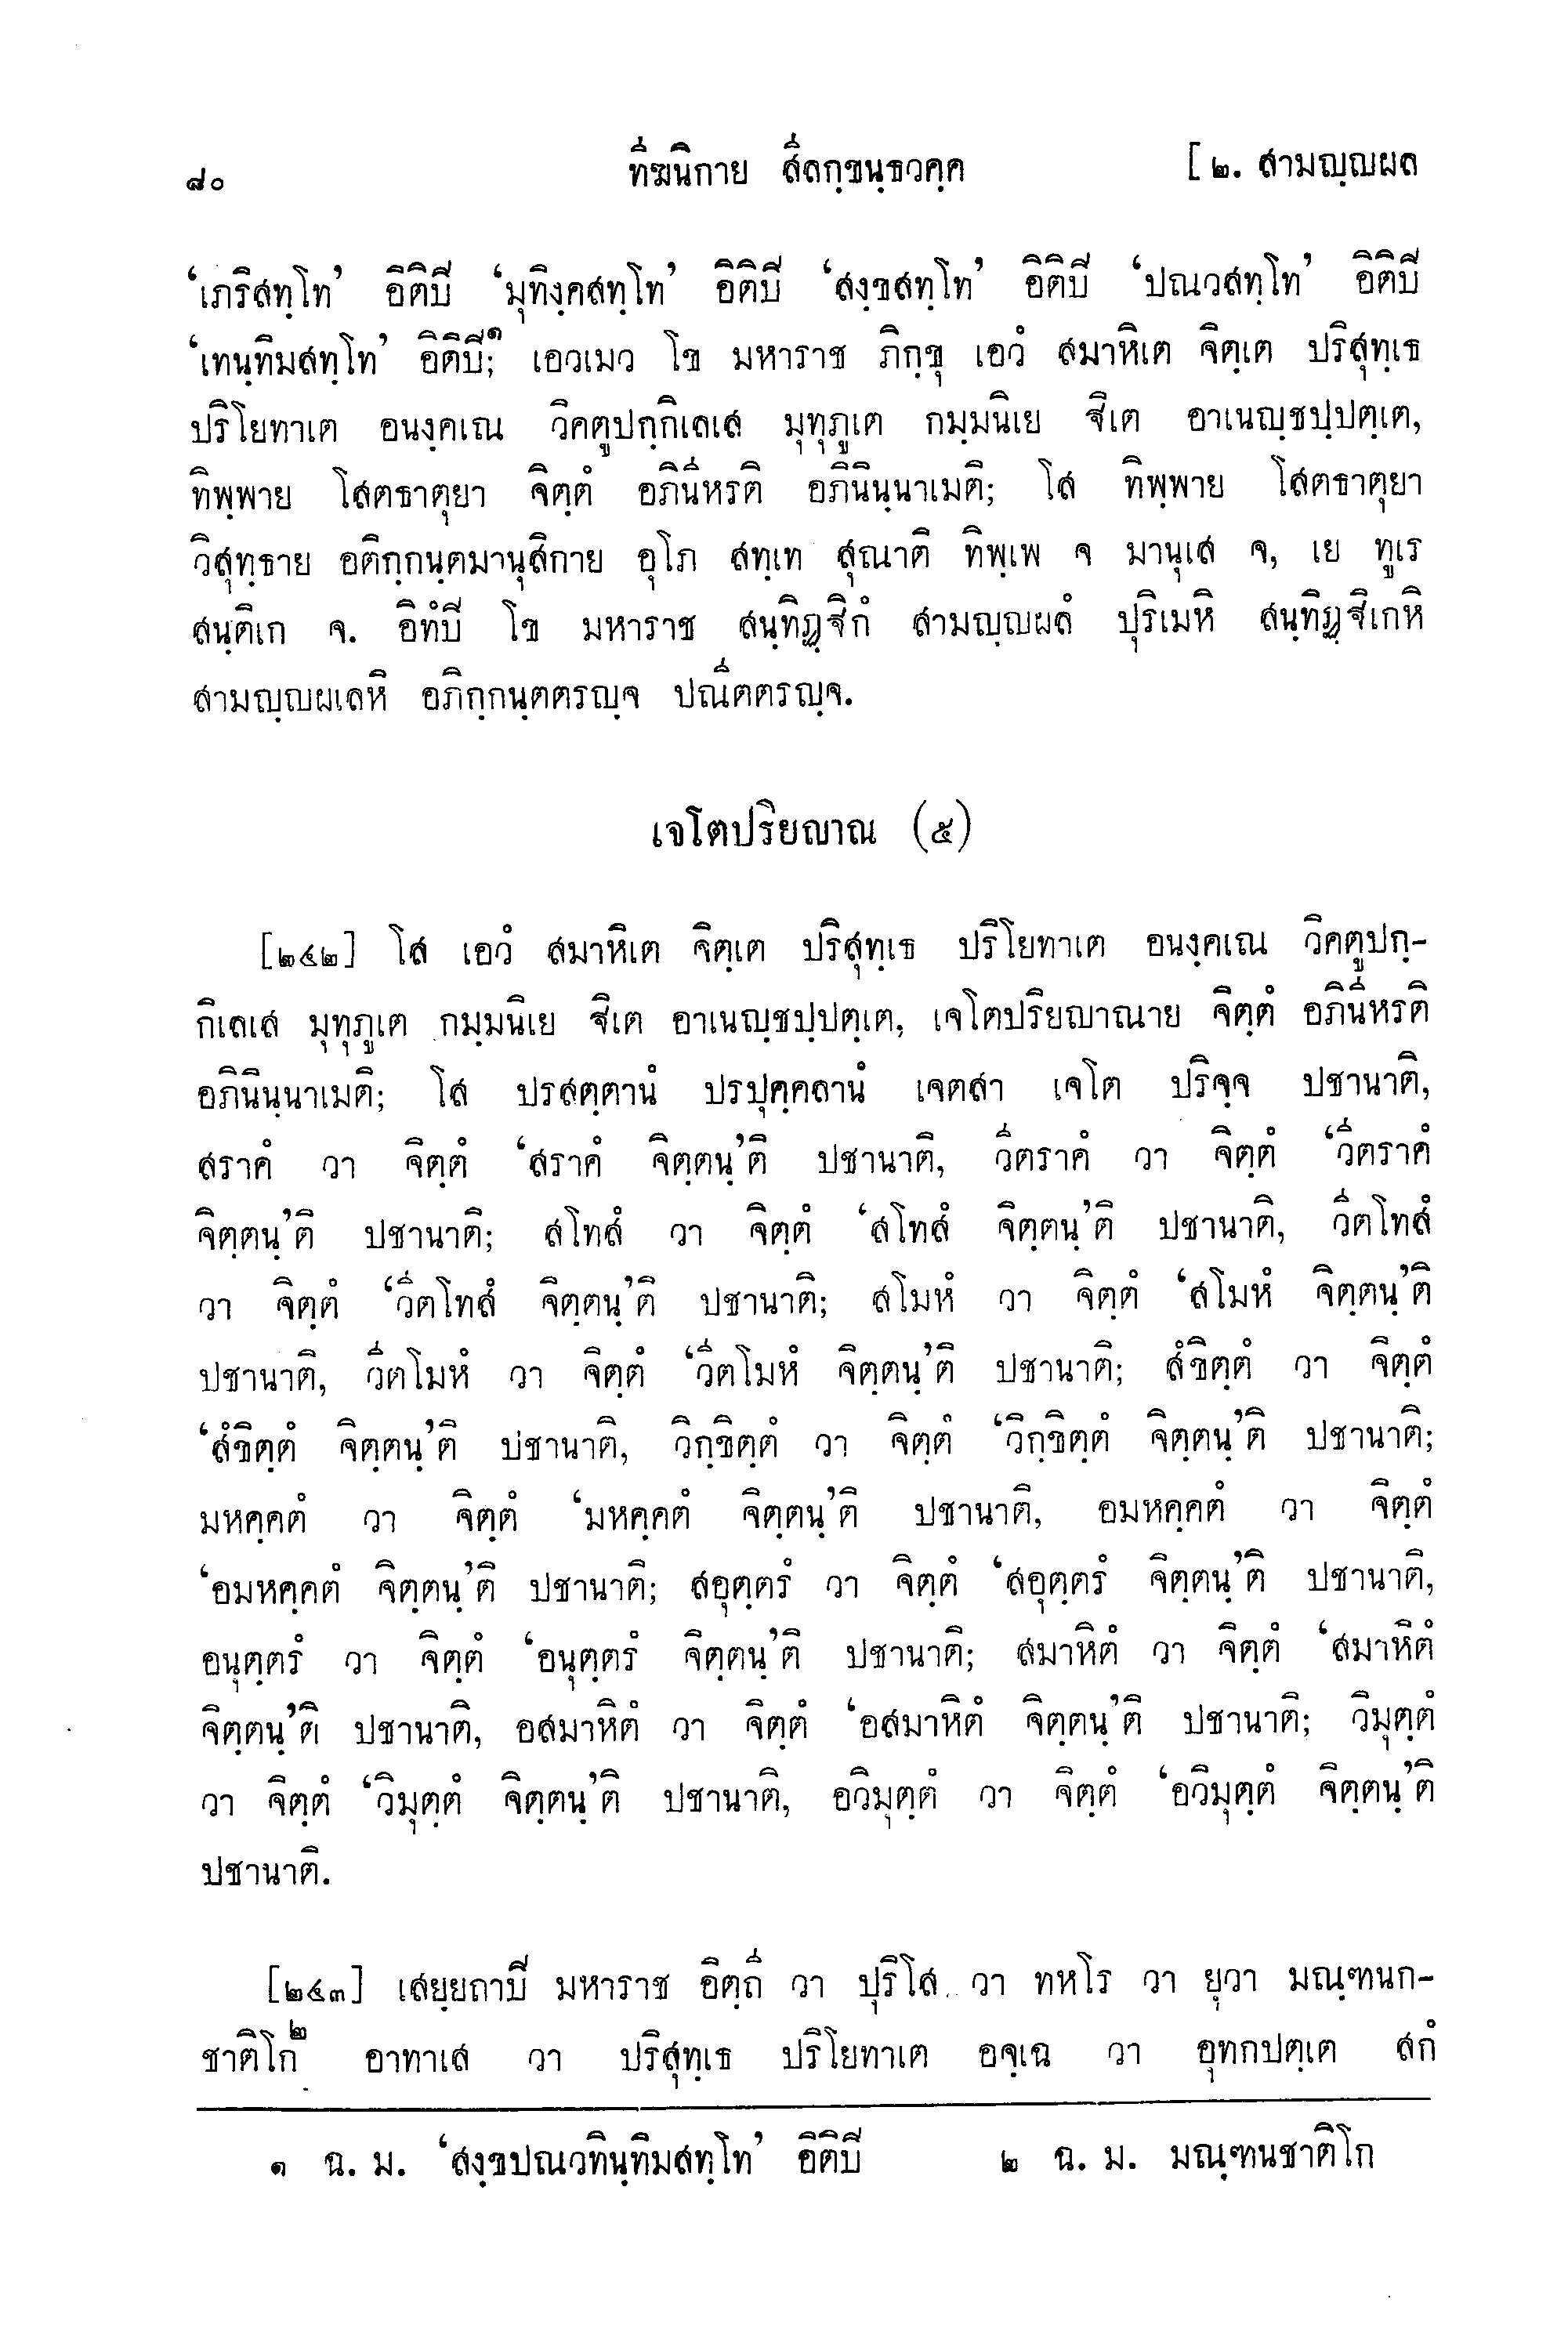 ๘๐ ทีฆนิกาย สีลกฺขนฺธวคฺค [ ๒. สามญฺญผล
‘เภริสทฺโท’ อิติปี ‘มุทิงฺคสทฺโท’ อิติปี ‘สงฺขสทฺโท’ อิติปี ‘ปณวสทฺโท’ อิติปี
‘เทนฺทิมสทฺโท’ อิติปี;๑ เอวเมว โข มหาราช ภิกฺขุ เอวํ สมาหิเต จิตฺเต ปริสุทฺเธ
ปริโยทาเต อนงฺคเณ วิคตูปกฺกิเลเส มุทุภูเต กมฺมนิเย ฐิเต อาเนญฺชปฺปตฺเต,
ทิพฺพาย โสตธาตุยา จิตฺตํ อภินีหรติ อภินินฺนาเมติ; โส ทิพฺพาย โสตธาตุยา
วิสุทฺธาย อติกฺกนฺตมานุสิกาย อุโภ สทฺเท สุณาติ ทิพฺเพ จ มานุเส จ, เย ทูเร
สนฺติเก จ. อิทํปี โข มหาราช สนฺทิฏฺฐิกํ สามญฺญผลํ ปุริเมหิ สนฺทิฏฺฐิเกหิ
สามญฺญผเลหิ อภิกฺกนฺตตรญฺจ ปณีตตรญฺจ.
เจโตปริยญาณ (๕)
[๒๔๒] โส เอวํ สมาหิเต จิตฺเต ปริสุทฺเธ ปริโยทาเต อนงฺคเณ วิคตูปกฺ-
กิเลเส มุทุภูเต กมฺมนิเย ฐิเต อาเนญฺชปฺปตฺเต, เจโตปริยญาณาย จิตฺตํ อภินีหรติ
อภินินฺนาเมติ; โส ปรสตฺตานํ ปรปุคฺคลานํ เจตสา เจโต ปริจฺจ ปชานาติ,
สราคํ วา จิตฺตํ ‘สราคํ จิตฺตนฺ’ติ ปชานาติ, วีตราคํ วา จิตฺตํ ‘วีตราคํ
จิตฺตนฺ’ติ ปชานาติ; สโทสํ วา จิตฺตํ ‘สโทสํ จิตฺตนฺ’ติ ปชานาติ, วีตโทสํ
วา จิตฺตํ ‘วีตโทสํ จิตฺตนฺ’ติ ปชานาติ; สโมหํ วา จิตฺตํ ‘สโมหํ จิตฺตนฺ’ติ
ปชานาติ, วีตโมหํ วา จิตฺตํ ‘วีตโมหํ จิตฺตนฺ’ติ ปชานาติ; สํขิตฺตํ วา จิตฺตํ
‘สํขิตฺตํ จิตฺตนฺ’ติ ปชานาติ, วิกฺขิตฺตํ วา จิตฺตํ ‘วิกฺขิตฺตํ จิตฺตนฺ’ติ ปชานาติ;
มหคฺคตํ วา จิตฺตํ ‘มหคฺคตํ จิตฺตนฺ’ติ ปชานาติ, อมหคฺคตํ วา จิตฺตํ
‘อมหคฺคตํ จิตฺตนฺ’ติ ปชานาติ; สอุตฺตรํ วา จิตฺตํ ‘สอุตฺตรํ จิตฺตนฺ’ติ ปชานาติ,
อนุตฺตรํ วา จิตฺตํ ‘อนุตฺตรํ จิตฺตนฺ’ติ ปชานาติ; สมาหิตํ วา จิตฺตํ ‘สมาหิตํ
จิตฺตนฺ’ติ ปชานาติ, อสมาหิตํ วา จิตฺตํ ‘อสมาหิตํ จิตฺตนฺ’ติ ปชานาติ; วิมุตฺตํ
วา จิตฺตํ ‘วิมุตฺตํ จิตฺตนฺ’ติ ปชานาติ, อวิมุตฺตํ วา จิตฺตํ ‘อวิมุตฺตํ จิตฺตนฺ’ติ
ปชานาติ.
[๒๔๓] เสยฺยถาปี มหาราช อิตฺถี วา ปุริโส วา ทหโร วา ยุวา มณฺฑนก-
ชาติโก๒ อาทาเส วา ปริสุทฺเธ ปริโยทาเต อจฺเฉ วา อุทกปตฺเต สกํ
๑ ฉ. ม. ‘สงฺขปณวทินฺทิมสทฺโท’ อิติปี ๒ ฉ. ม. มณฺฑนชาติโก